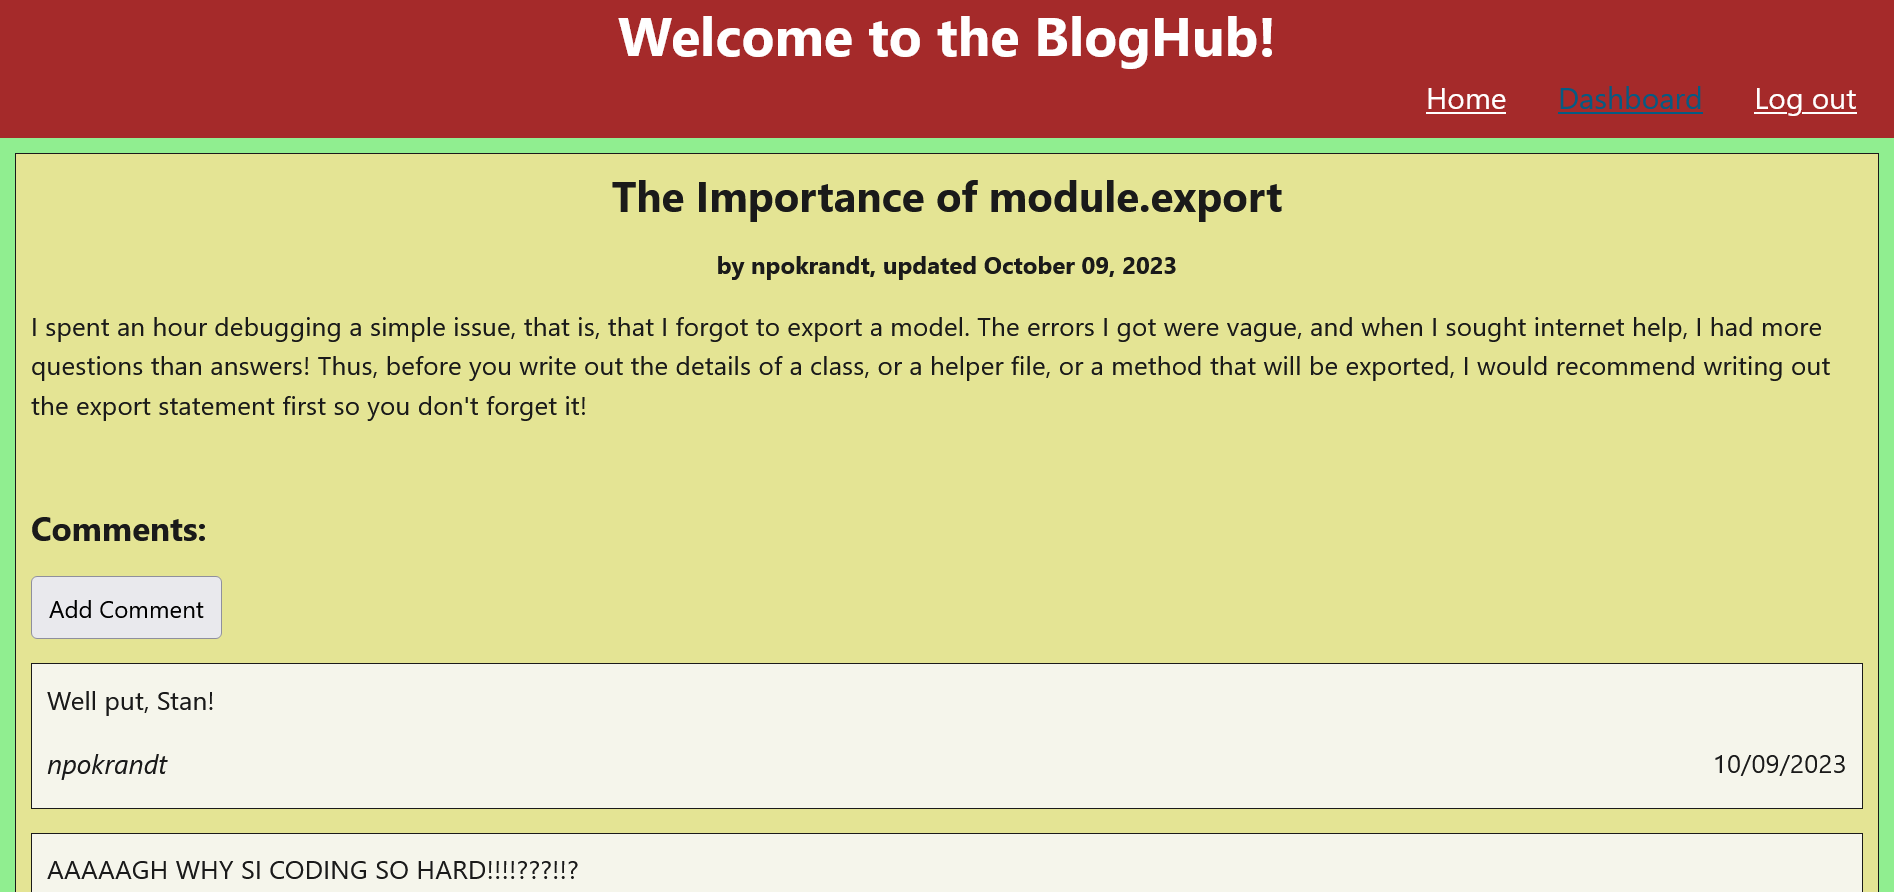 Welcome to the BlogHub!
Home Dashboard Log out
The Importance of module.export
by npokrandt, updated October 09, 2023
I spent an hour debugging a simple issue, that is, that I forgot to export a model. The errors I got were vague, and when I sought internet help, I had more
questions than answers! Thus, before you write out the details of a class, or a helper file, or a method that will be exported, I would recommend writing out
the export statement first so you don't forget it!
Comments:
Add Comment
Well put, Stan!
npokrandt 10/09/2023
AAAAAGH WHY SI CODING SO HARD!!!!???!!?